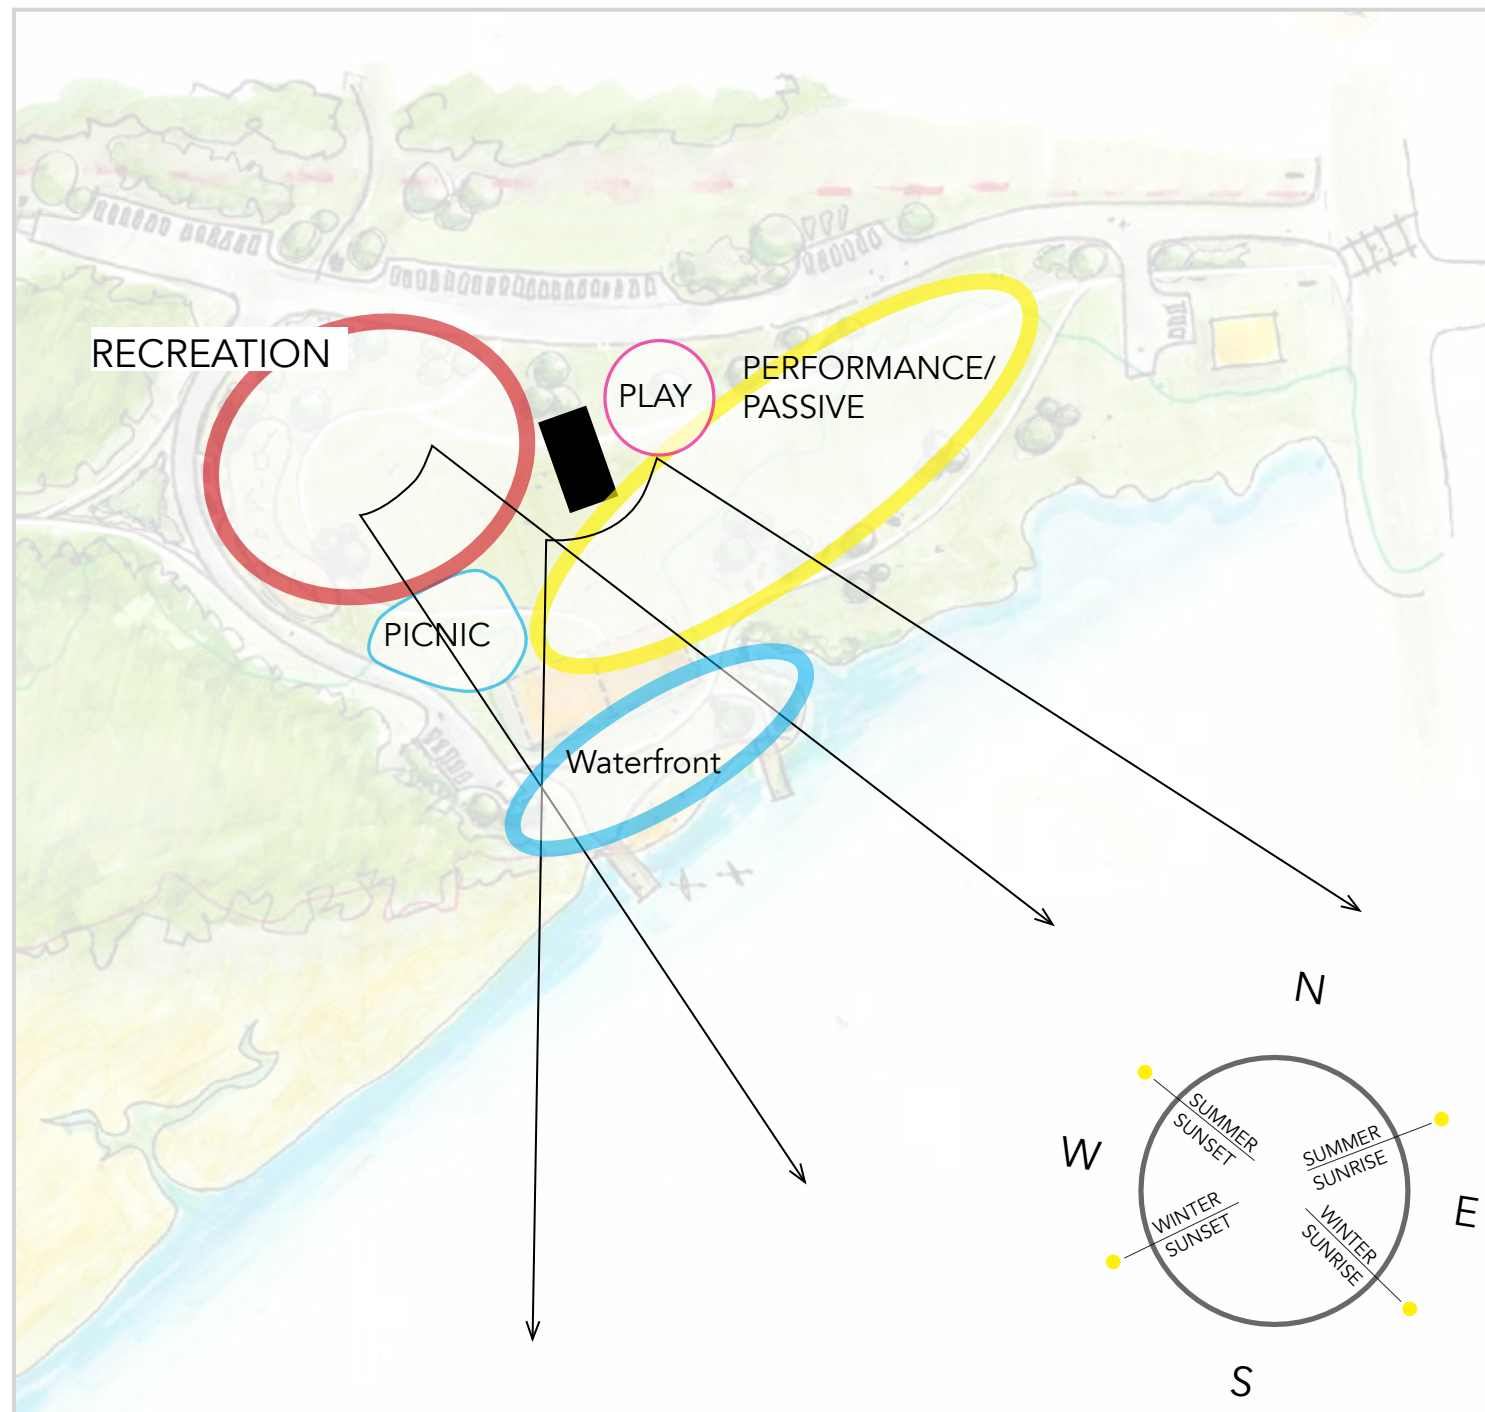 RECREATION
PLAY
PERFORMANCE/
PASSIVE
PICNIC
Waterfront
N
SUMMER
SUNSET
SUMMER
SUNRISE
W
E
WINTER
SUNSET
WINTER
SUNRISE
S